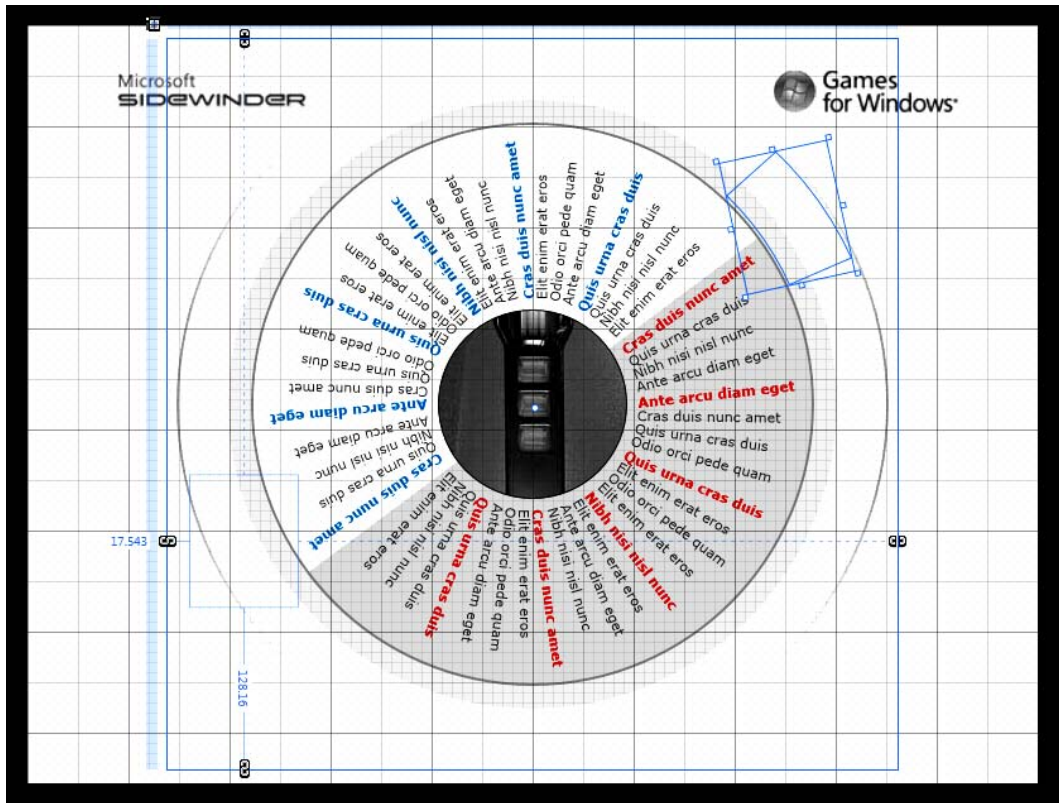 Microsoft
SIDEWINDER
Games
for Windows
Cras duis nunc amet
Elit enim erat eros
Odio orci pede quam
Ante arcu diam eget
Quis urna cras duis
Quis urna cras duis
Nibh nisi nisl nunc
Elit enim erat eros
Cras duis nunc amet
Quis urna cras duis
Nibh nisi nisl nunc
Ante arcu diam eget
Ante arcu diam eget
Cras duis nunc amet
Quis urna cras duis
Odio orci pede quam
Quis urna cras duis
Elit enim erat eros
Odio orci pede quam
Elit enim erat eros
Nibh nisi nisl nunc
Elit enim erat eros
Ante arcu diam eget
Nibh nisi nisl nunc
Cras duis nunc amet
Elit enim erat eros
Odio orci pede quam
Ante arcu diam eget
Quis urna cras duis
Quis urna cras duis
Nibh nisi nisl nunc
Elit enim erat eros
Cras duis nunc amet
Quis urna cras duis
Nibh nisi nisl nunc
Ante arcu diam eget
Ante arcu diam eget
Cras duis nunc amet
Quis urna cras duis
Odio orci pede quam
Quis urna cras duis
Elit enim erat eros
Odio orci pede quam
Elit enim erat eros
Nibh nisi nisl nunc
Elit enim erat eros
Ante arcu diam eget
Nibh nisi nisl nunc
17.543
128.16